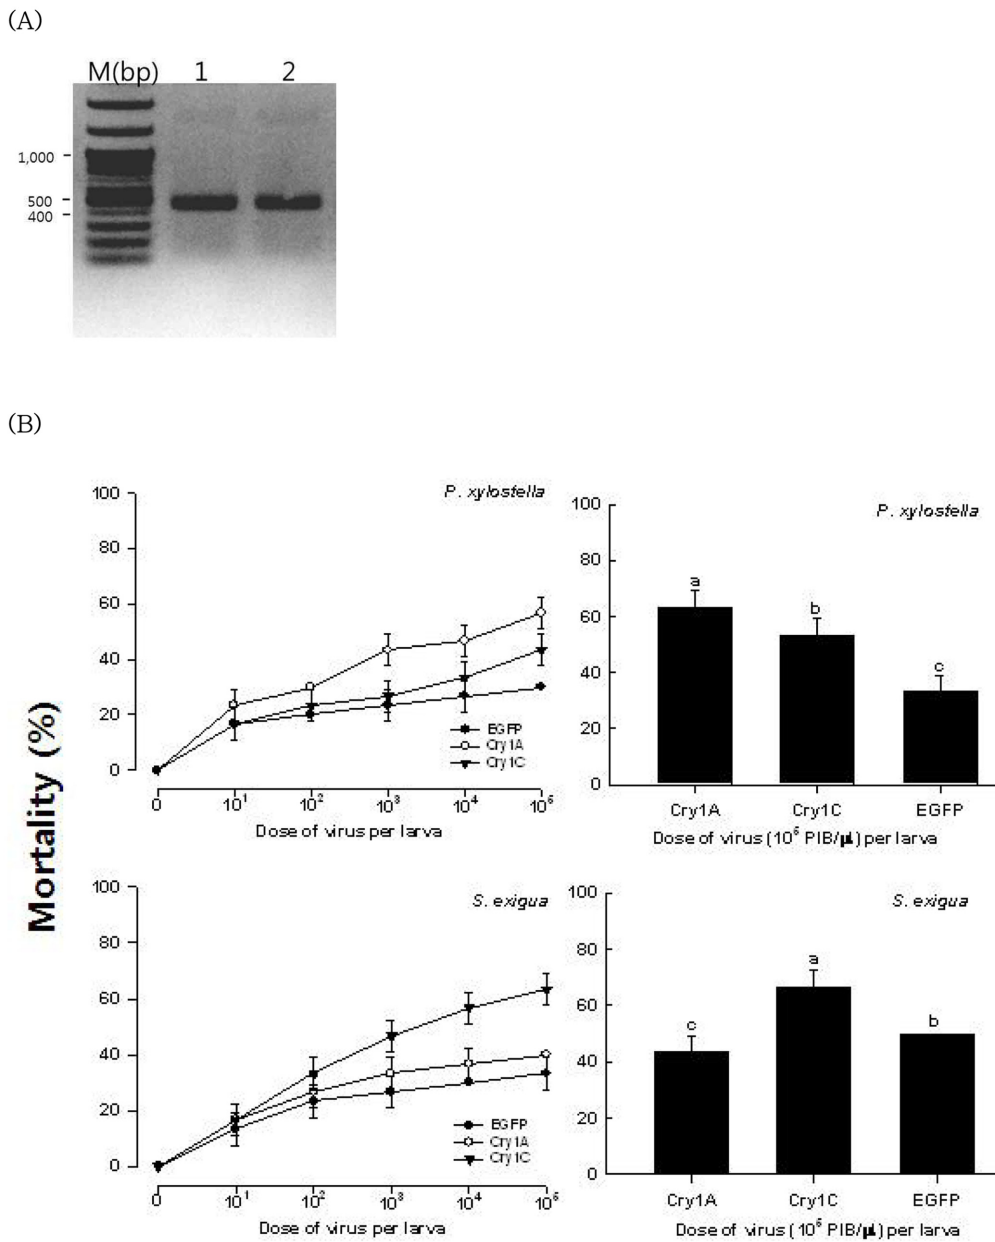 (A)
M(bp) 1 2
1,000
500
400
(B)
Mortality (%)
100
80
60
40
20
0
P. xylostella
EGFP
Cry1A
Cry1C
0 10¹ 10² 10³ 10⁴ 10⁶
Dose of virus per larva
100
80
60
40
20
0
P. xylostella
a
b
c
Cry1A Cry1C EGFP
Dose of virus (10⁶ PIB/μl) per larva
100
80
60
40
20
0
S. exigua
EGFP
Cry1A
Cry1C
0 10¹ 10² 10³ 10⁴ 10⁶
Dose of virus per larva
100
80
60
40
20
0
S. exigua
c
a
b
Cry1A Cry1C EGFP
Dose of virus (10⁶ PIB/μl) per larva